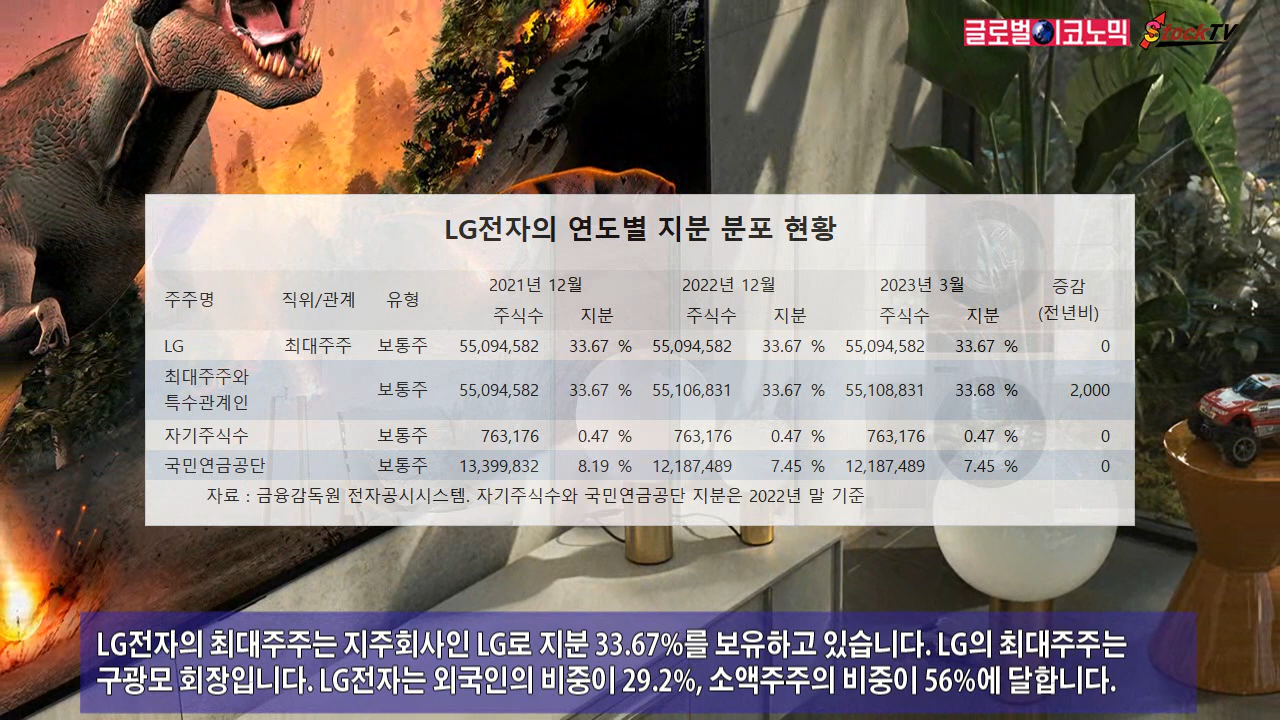 글로벌이코노믹 StockTV
LG전자의 연도별 지분 분포 현황
주주명 직위/관계 유형 2021년 12월 2022년 12월 2023년 3월 증감 (전년비)
주식수 지분 주식수 지분 주식수 지분
LG 최대주주 보통주 55,094,582 33.67 % 55,094,582 33.67 % 55,094,582 33.67 % 0
최대주주와 특수관계인 보통주 55,094,582 33.67 % 55,106,831 33.67 % 55,108,831 33.68 % 2,000
자기주식수 보통주 763,176 0.47 % 763,176 0.47 % 763,176 0.47 % 0
국민연금공단 보통주 13,399,832 8.19 % 12,187,489 7.45 % 12,187,489 7.45 % 0
자료 : 금융감독원 전자공시시스템. 자기주식수와 국민연금공단 지분은 2022년 말 기준
LG전자의 최대주주는 지주회사인 LG로 지분 33.67%를 보유하고 있습니다. LG의 최대주주는
구광모 회장입니다. LG전자는 외국인의 비중이 29.2%, 소액주주의 비중이 56%에 달합니다.